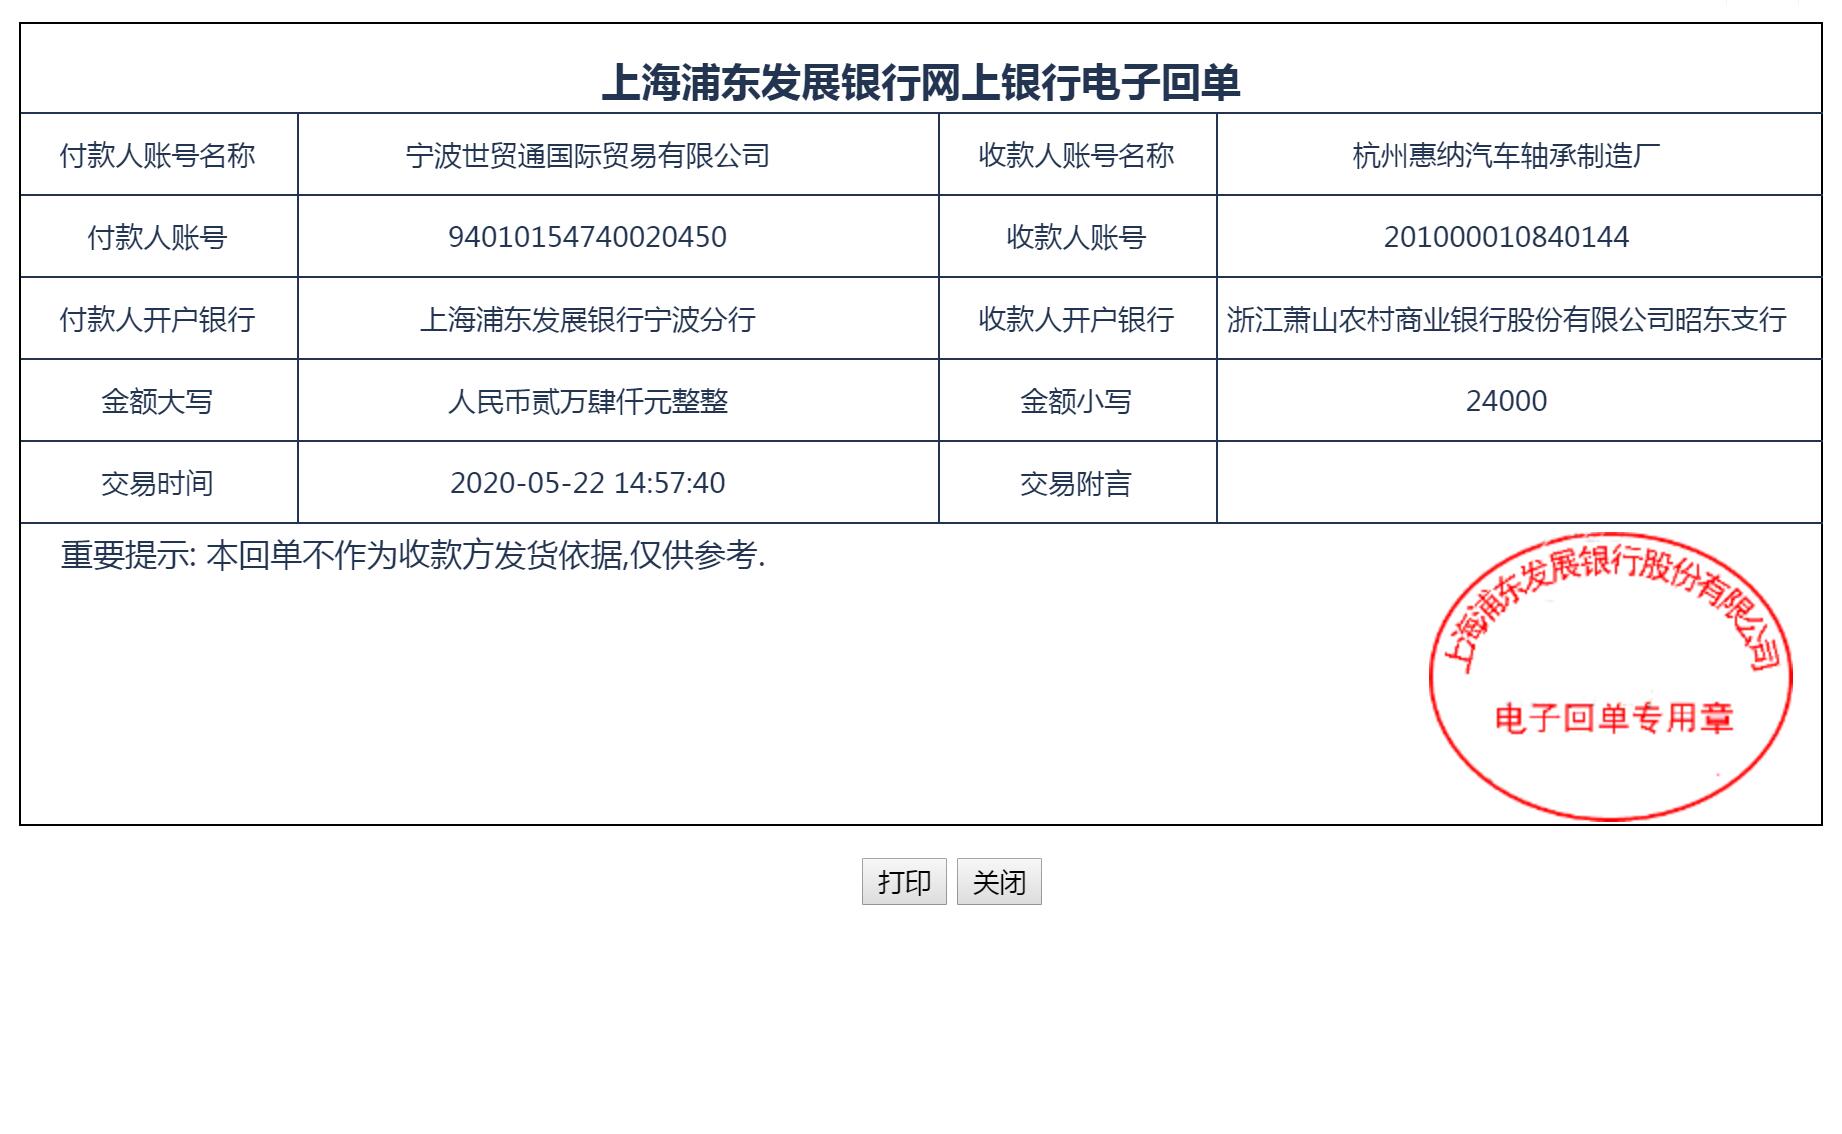 上海浦东发展银行网上银行电子回单
付款人账号名称 宁波世贸通国际贸易有限公司 收款人账号名称 杭州惠纳汽车轴承制造厂
付款人账号 94010154740020450 收款人账号 201000010840144
付款人开户银行 上海浦东发展银行宁波分行 收款人开户银行 浙江萧山农村商业银行股份有限公司昭东支行
金额大写 人民币贰万肆仟元整整 金额小写 24000
交易时间 2020-05-22 14:57:40 交易附言
重要提示: 本回单不作为收款方发货依据,仅供参考.
上海浦东发展银行股份有限公司
电子回单专用章
打印 关闭